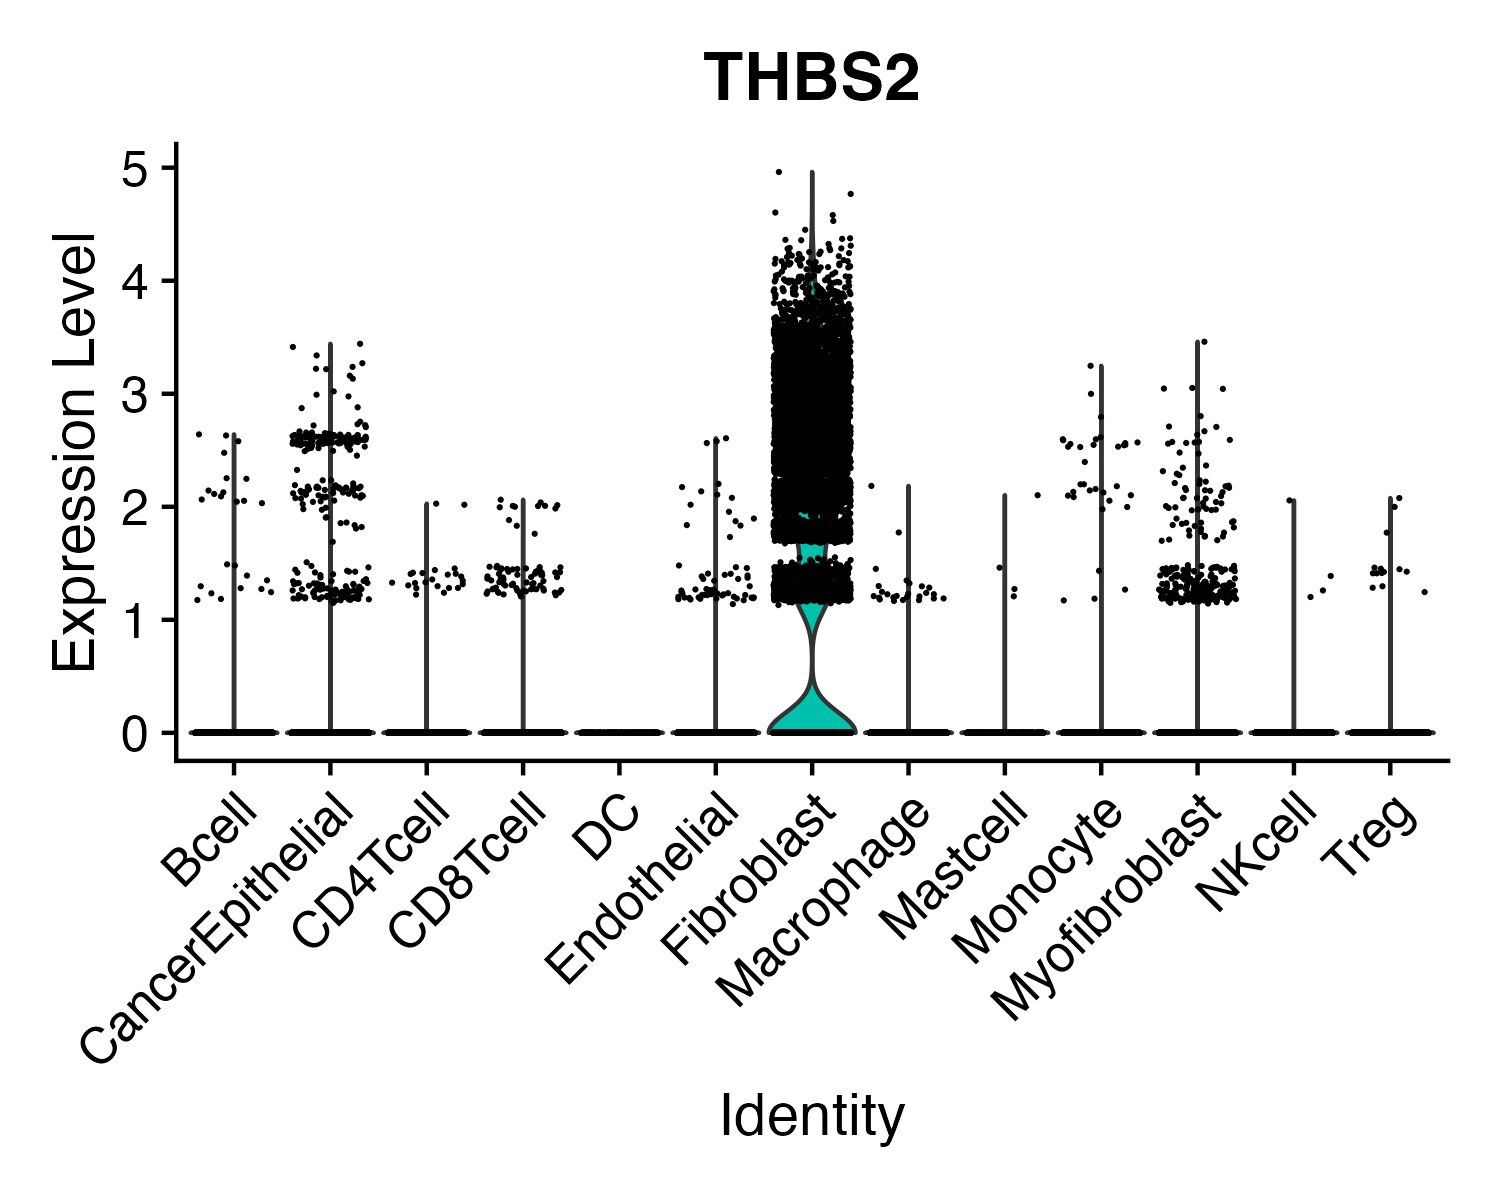 THBS2
Expression Level
5
4
3
2
1
0
Bcell
CancerEpithelial
CD4Tcell
CD8Tcell
DC
Endothelial
Fibroblast
Macrophage
Mastcell
Monocyte
Myofibroblast
NKcell
Treg
Identity